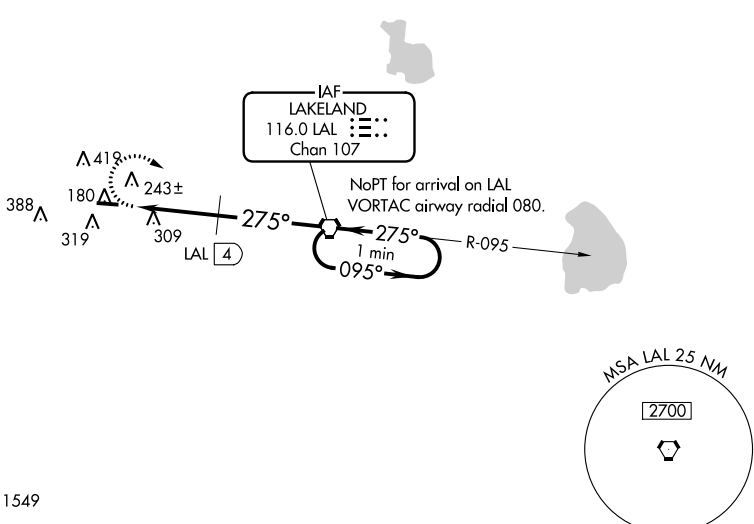 IAF
LAKELAND
116.0 LAL
Chan 107
NoPT for arrival on LAL
VORTAC airway radial 080.
419
243±
180
388
319
309
LAL 4
275°
275°
1 min
095°
R-095
MSA LAL 25 NM
2700
1549